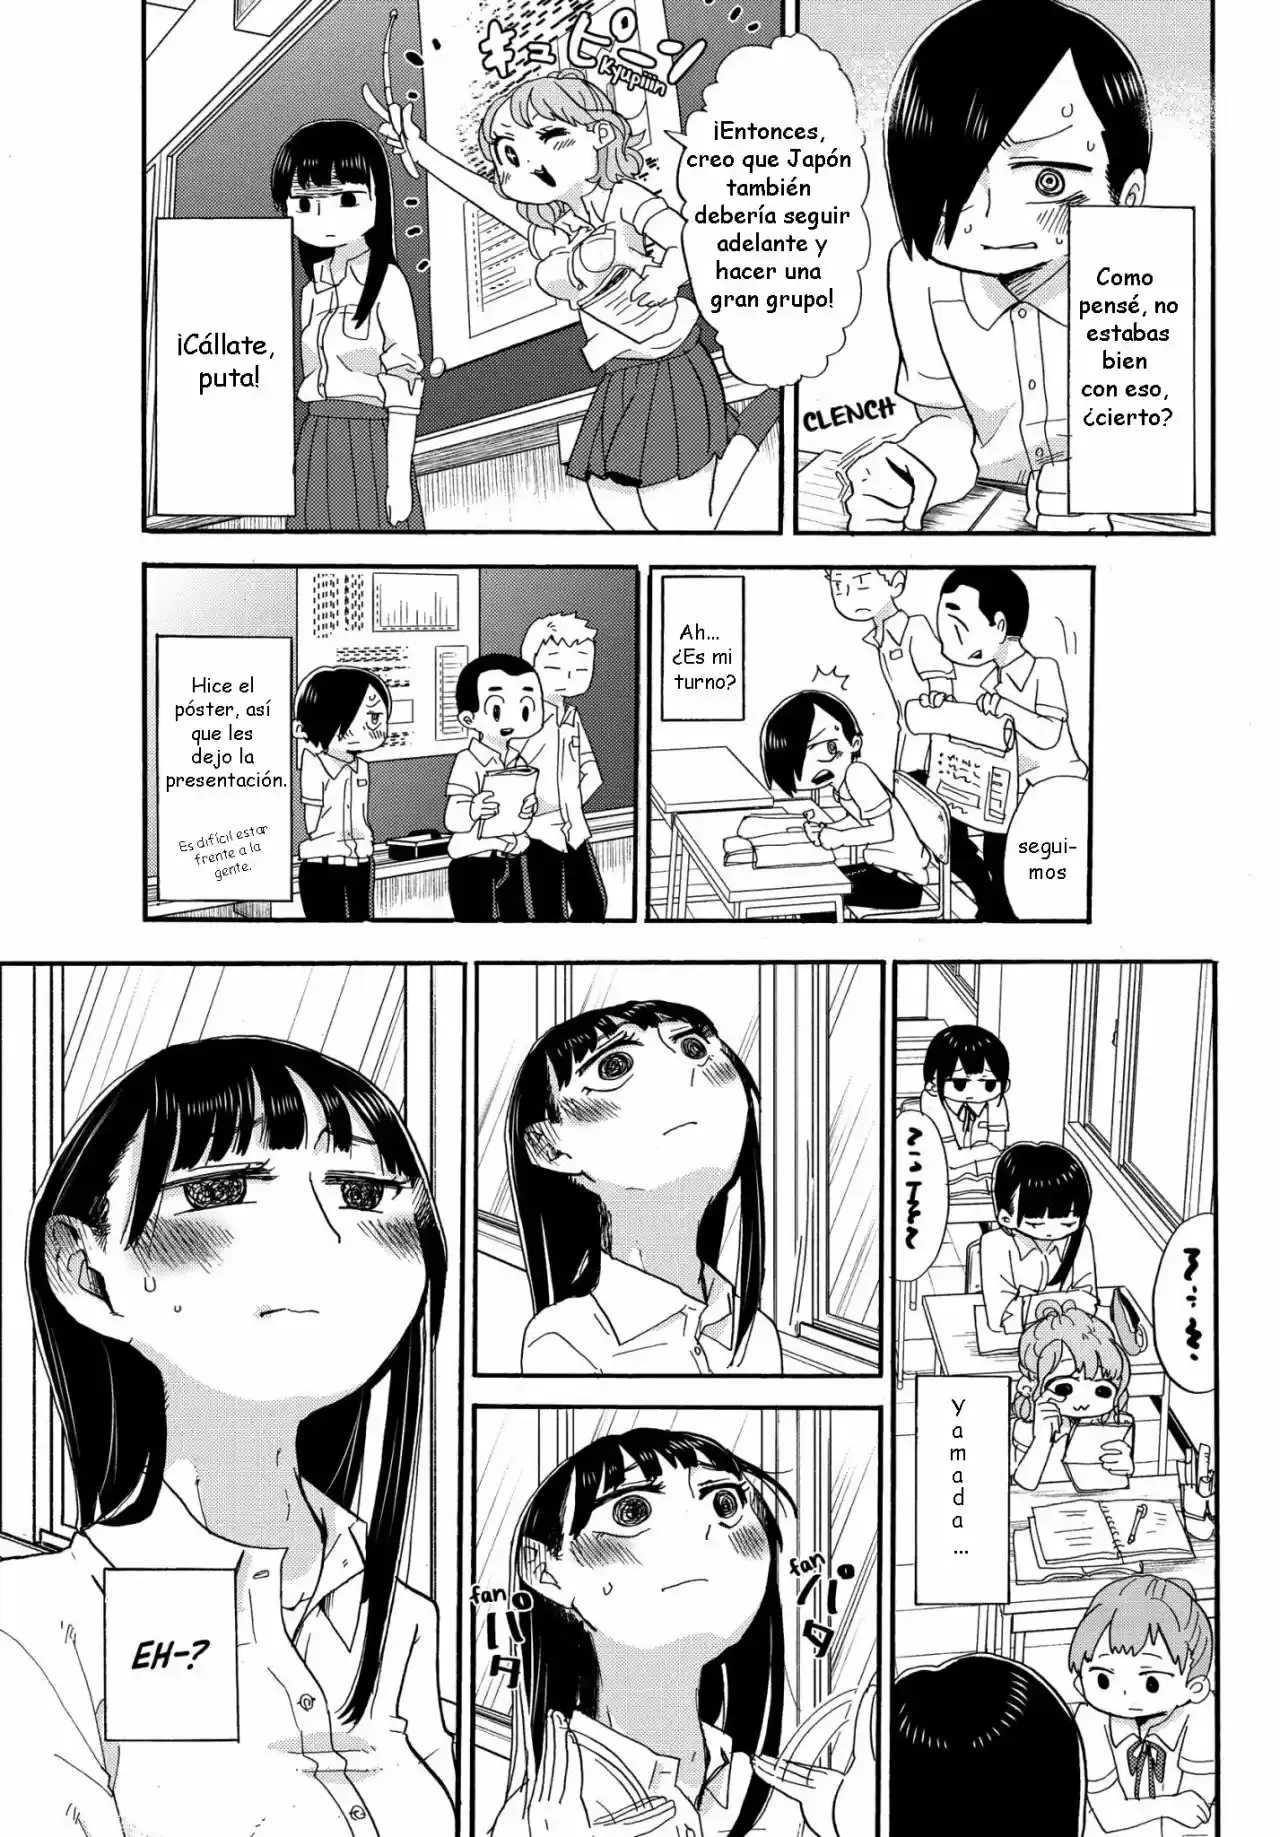 Como
pensé, no
estabas
bien
con eso,
¿cierto?
CLENCH
¡Entonces,
creo que Japón
también
debería seguir
adelante y
hacer una
gran grupo!
キュピーン
Kyupiiin
¡Cállate,
puta!
Ah...
¿Es mi
turno?
segui-
mos
Hice el
póster, así
que les
dejo la
presentación.
Es difícil estar
frente a la
gente.
Yamada...
fan
パタ
fan
パタ
EH-?